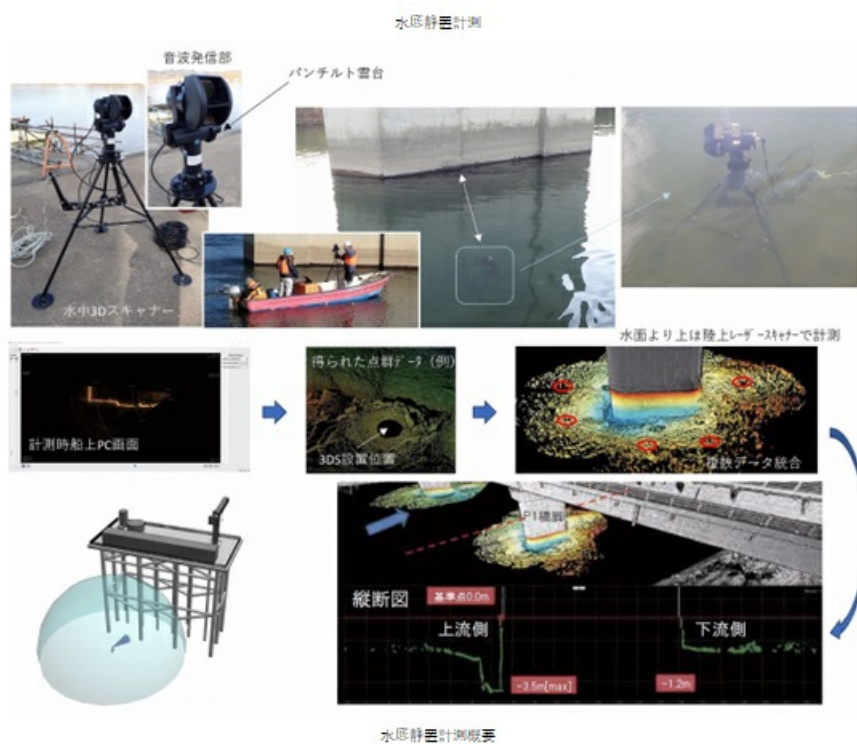 水底静置計測
音波発信部
パンチルト雲台
水中3Dスキャナー
水面より上は陸上ﾚｰｻﾞｰｽｷｬﾅｰで計測
計測時船上PC画面
得られた点群データ（例）
3DS設置位置
複数データ統合
P1橋脚
縦断図
基準点0.0m
上流側
下流側
-3.5m[max]
-1.2m
水底静置計測概要